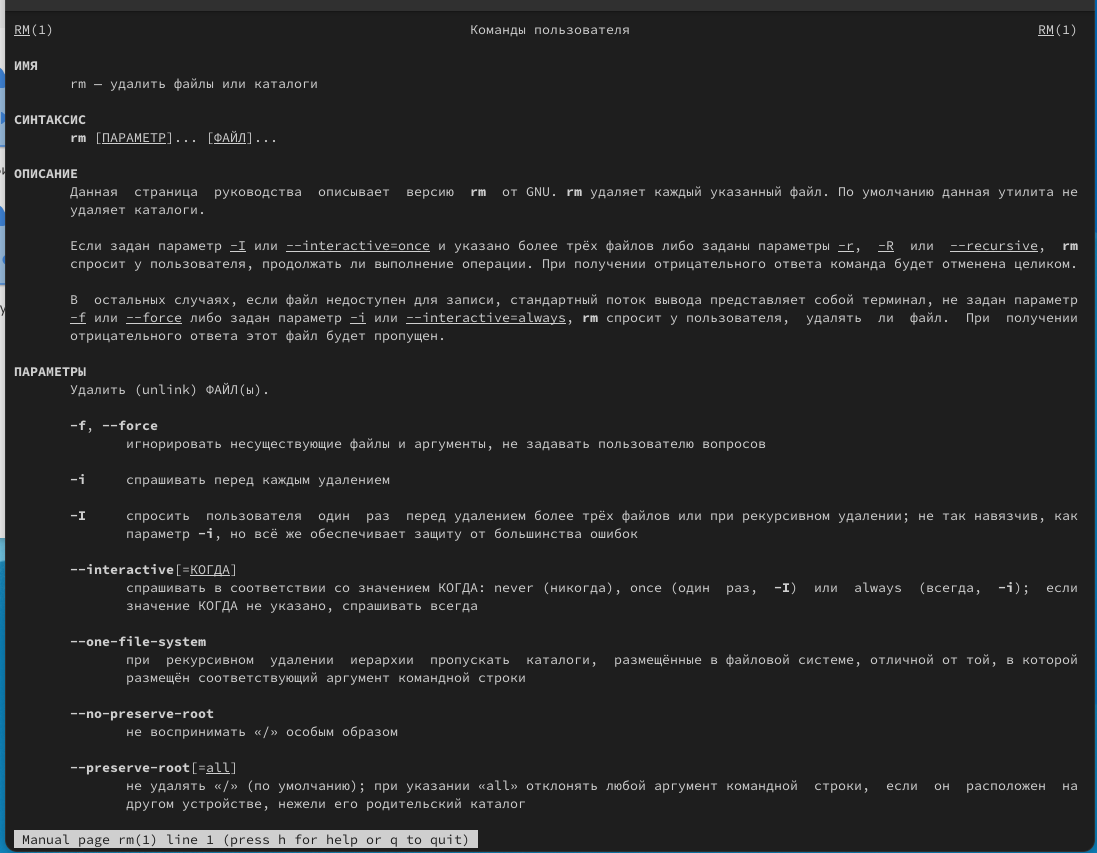 RM(1) Команды пользователя RM(1)
ИМЯ
rm — удалить файлы или каталоги
СИНТАКСИС
rm [ПАРАМЕТР]... [ФАЙЛ]...
ОПИСАНИЕ
Данная страница руководства описывает версию rm от GNU. rm удаляет каждый указанный файл. По умолчанию данная утилита не
удаляет каталоги.
Если задан параметр -I или --interactive=once и указано более трёх файлов либо заданы параметры -r, -R или --recursive, rm
спросит у пользователя, продолжать ли выполнение операции. При получении отрицательного ответа команда будет отменена целиком.
В остальных случаях, если файл недоступен для записи, стандартный поток вывода представляет собой терминал, не задан параметр
-f или --force либо задан параметр -i или --interactive=always, rm спросит у пользователя, удалять ли файл. При получении
отрицательного ответа этот файл будет пропущен.
ПАРАМЕТРЫ
Удалить (unlink) ФАЙЛ(ы).
-f, --force
игнорировать несуществующие файлы и аргументы, не задавать пользователю вопросов
-i спрашивать перед каждым удалением
-I спросить пользователя один раз перед удалением более трёх файлов или при рекурсивном удалении; не так навязчив, как
параметр -i, но всё же обеспечивает защиту от большинства ошибок
--interactive[=КОГДА]
спрашивать в соответствии со значением КОГДА: never (никогда), once (один раз, -I) или always (всегда, -i); если
значение КОГДА не указано, спрашивать всегда
--one-file-system
при рекурсивном удалении иерархии пропускать каталоги, размещённые в файловой системе, отличной от той, в которой
размещён соответствующий аргумент командной строки
--no-preserve-root
не воспринимать «/» особым образом
--preserve-root[=all]
не удалять «/» (по умолчанию); при указании «all» отклонять любой аргумент командной строки, если он расположен на
другом устройстве, нежели его родительский каталог
Manual page rm(1) line 1 (press h for help or q to quit)